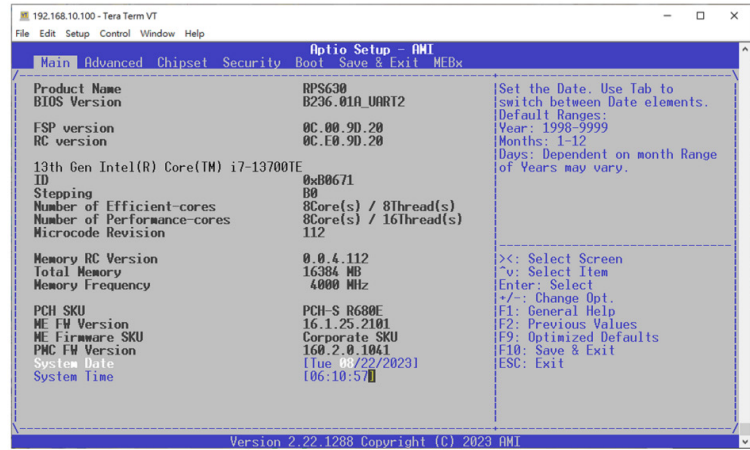 192.168.10.100 - Tera Term VT
File Edit Setup Control Window Help
Aptio Setup - AMI
Main Advanced Chipset Security Boot Save & Exit MEBx
Product Name RPS630
BIOS Version B236.01A_UART2
FSP version 0C.00.9D.20
RC version 0C.E0.9D.20
13th Gen Intel(R) Core(TM) i7-13700TE
ID 0xB0671
Stepping B0
Number of Efficient-cores 8Core(s) / 8Thread(s)
Number of Performance-cores 8Core(s) / 16Thread(s)
Microcode Revision 112
Memory RC Version 0.0.4.112
Total Memory 16384 MB
Memory Frequency 4000 MHz
PCH SKU PCH-S R680E
ME FW Version 16.1.25.2101
ME Firmware SKU Corporate SKU
PMC FW Version 160.2.0.1041
System Date [Tue 08/22/2023]
System Time [06:10:57]
Set the Date. Use Tab to
switch between Date elements.
Default Ranges:
Year: 1998-9999
Months: 1-12
Days: Dependent on month Range
of Years may vary.
><: Select Screen
^v: Select Item
Enter: Select
+/-: Change Opt.
F1: General Help
F2: Previous Values
F9: Optimized Defaults
F10: Save & Exit
ESC: Exit
Version 2.22.1288 Copyright (C) 2023 AMI